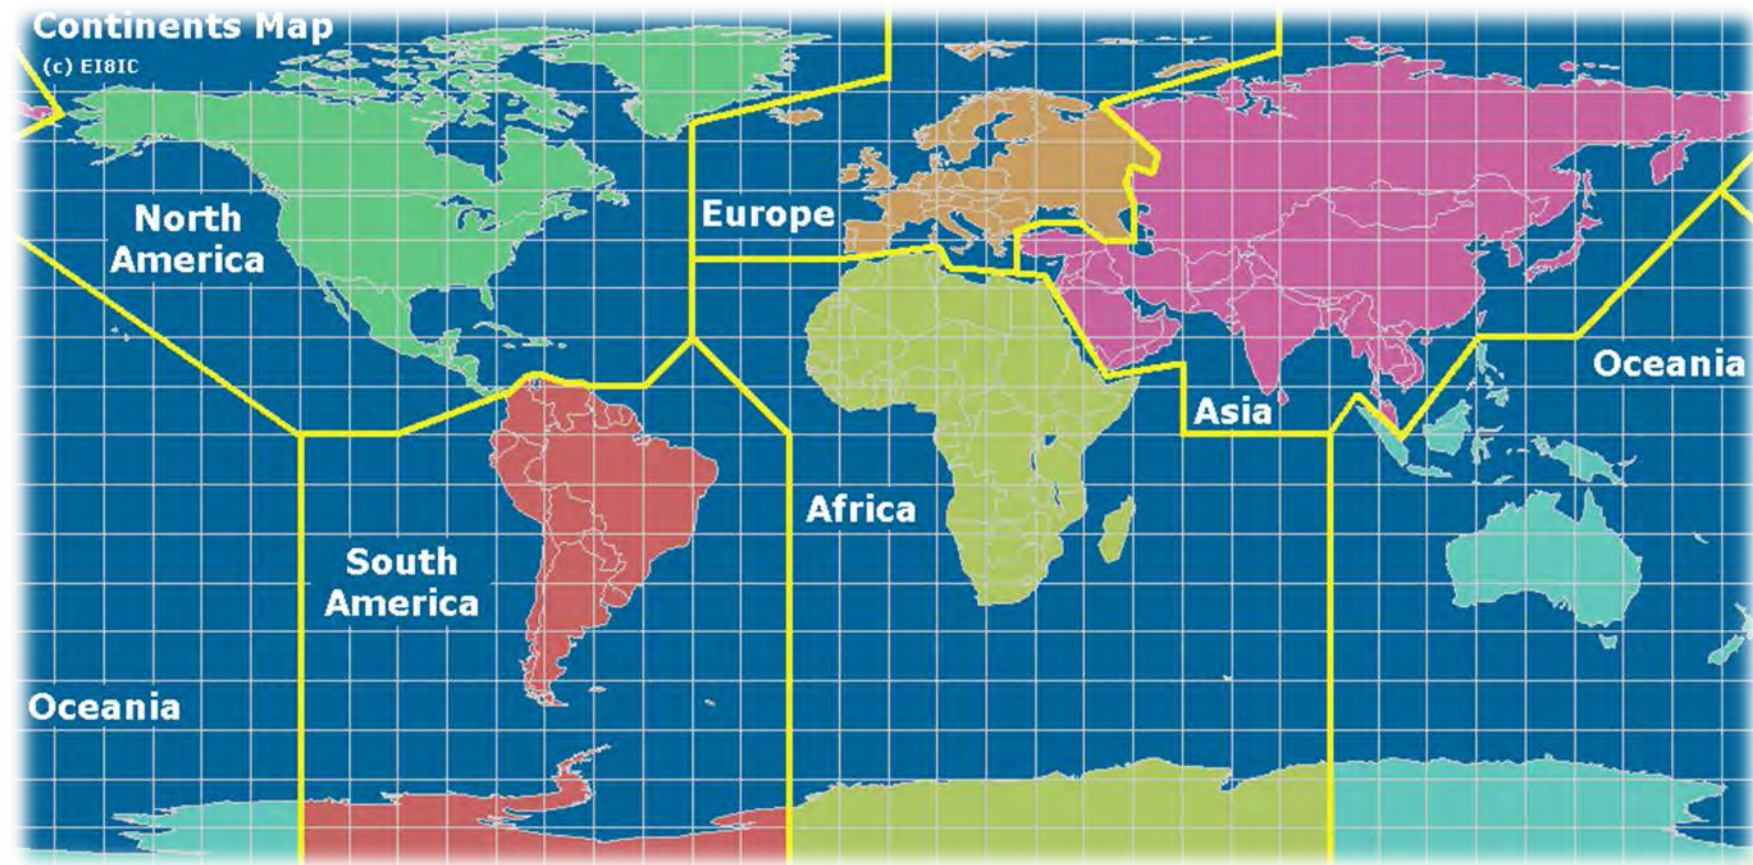 Continents Map
(c) EI8IC
North
America
Europe
Oceania
Asia
Africa
South
America
Oceania